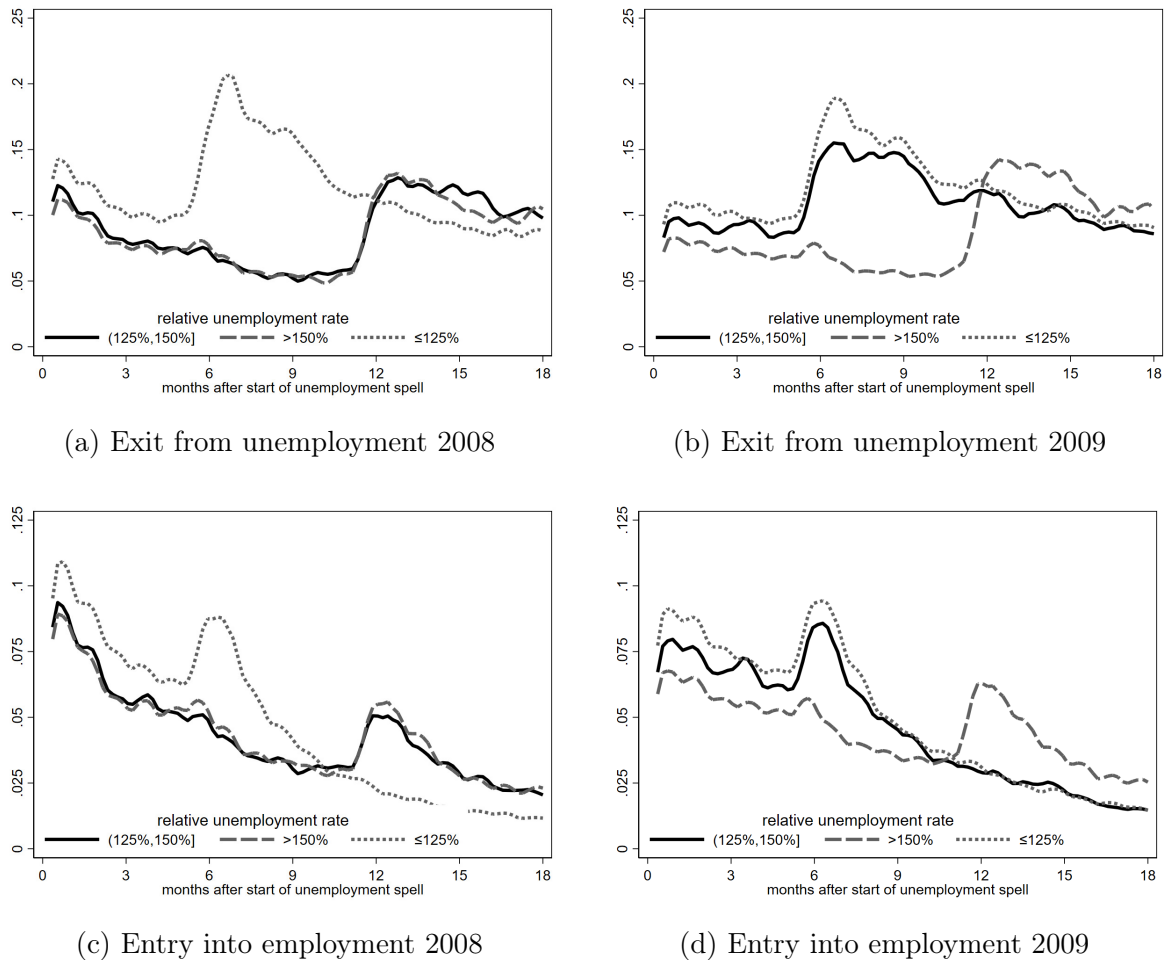 .25
.2
.15
.1
.05
0
relative unemployment rate
(125%,150%] >150% ≤125%
0 3 6 9 12 15 18
months after start of unemployment spell
(a) Exit from unemployment 2008
.25
.2
.15
.1
.05
0
relative unemployment rate
(125%,150%] >150% ≤125%
0 3 6 9 12 15 18
months after start of unemployment spell
(b) Exit from unemployment 2009
.125
.1
.075
.05
.025
0
relative unemployment rate
(125%,150%] >150% ≤125%
0 3 6 9 12 15 18
months after start of unemployment spell
(c) Entry into employment 2008
.125
.1
.075
.05
.025
0
relative unemployment rate
(125%,150%] >150% ≤125%
0 3 6 9 12 15 18
months after start of unemployment spell
(d) Entry into employment 2009